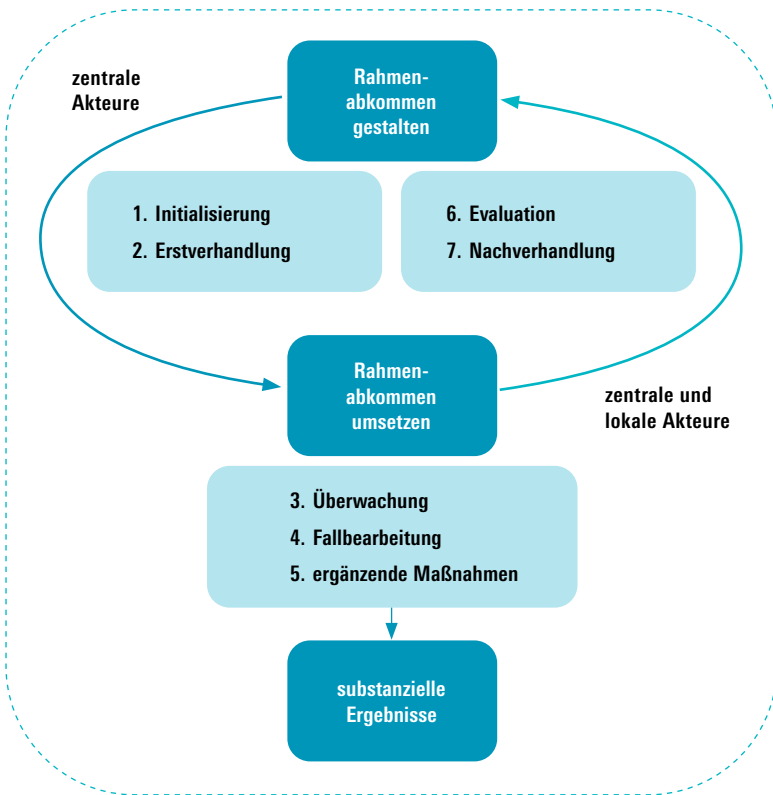 zentrale
Akteure
Rahmen-
abkommen
gestalten
1. Initialisierung
2. Erstverhandlung
6. Evaluation
7. Nachverhandlung
Rahmen-
abkommen
umsetzen
zentrale und
lokale Akteure
3. Überwachung
4. Fallbearbeitung
5. ergänzende Maßnahmen
substanzielle
Ergebnisse